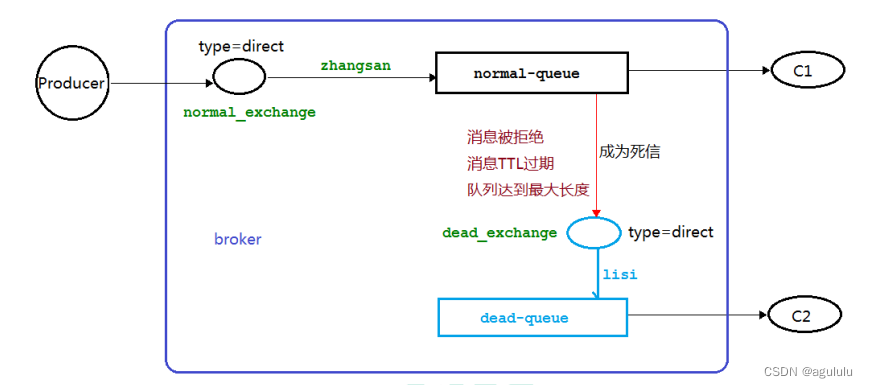 type=direct
zhangsan
Producer
normal-queue
C1
normal_exchange
消息被拒绝
消息TTL过期
成为死信
队列达到最大长度
broker
dead_exchange
type=direct
lisi
dead-queue
C2
CSDN @agululu